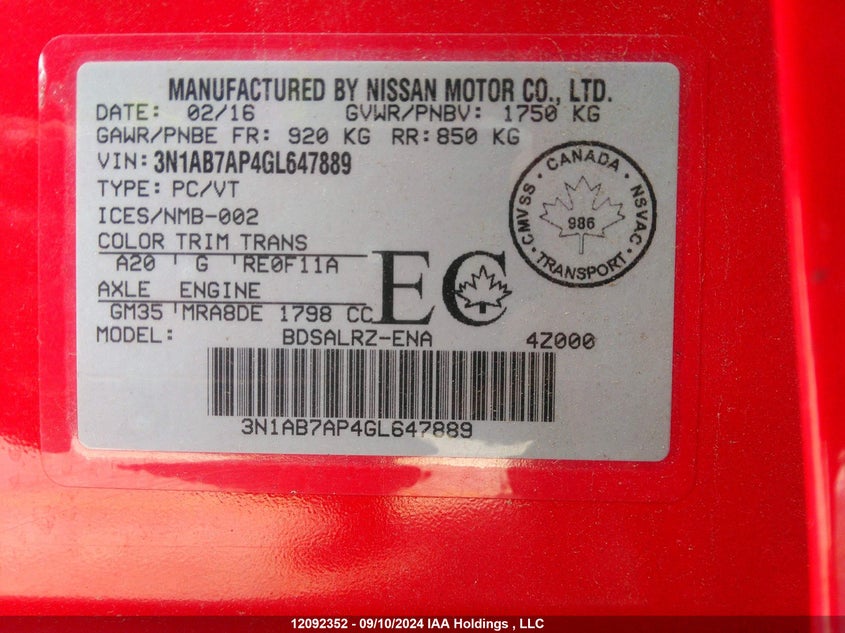 MANUFACTURED BY NISSAN MOTOR CO., LTD.
DATE: 02/16 GVWR/PNBV: 1750 KG
GAWR/PNBE FR: 920 KG RR: 850 KG
VIN: 3N1AB7AP4GL647889
TYPE: PC/VT
ICES/NMB-002
COLOR TRIM TRANS
A20 G RE0F11A
AXLE ENGINE
GM35 MRA8DE 1798 CC
EC
CMVSS · CANADA · NSVAC · TRANSPORT ·
986
MODEL: BDSALRZ-ENA 4Z000
3N1AB7AP4GL647889
12092352 - 09/10/2024 IAA Holdings , LLC